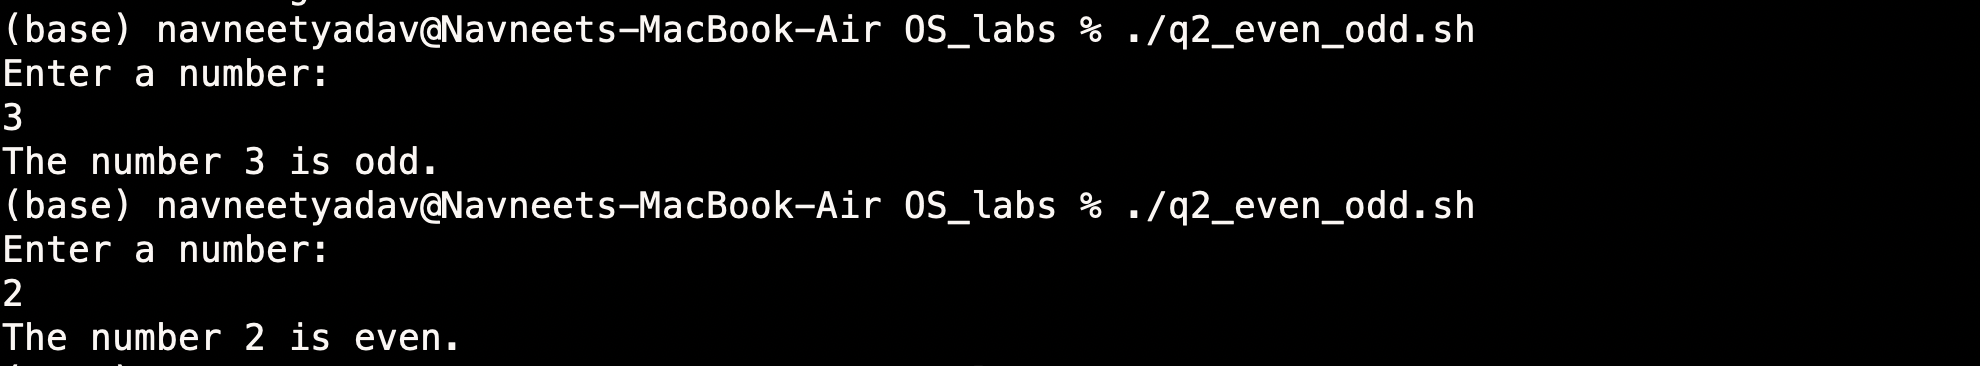 (base) navneetyadav@Navneets-MacBook-Air OS_labs % ./q2_even_odd.sh
Enter a number:
3
The number 3 is odd.
(base) navneetyadav@Navneets-MacBook-Air OS_labs % ./q2_even_odd.sh
Enter a number:
2
The number 2 is even.